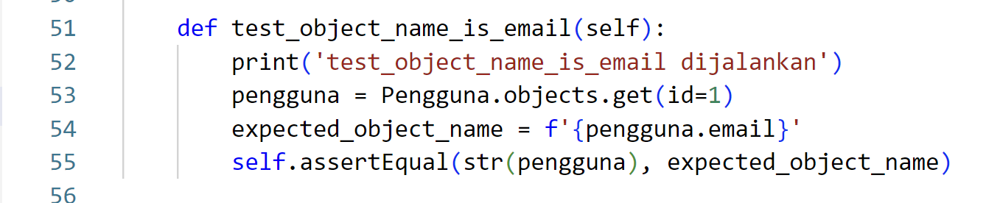 51 def test_object_name_is_email(self):
52 print('test_object_name_is_email dijalankan')
53 pengguna = Pengguna.objects.get(id=1)
54 expected_object_name = f'{pengguna.email}'
55 self.assertEqual(str(pengguna), expected_object_name)
56